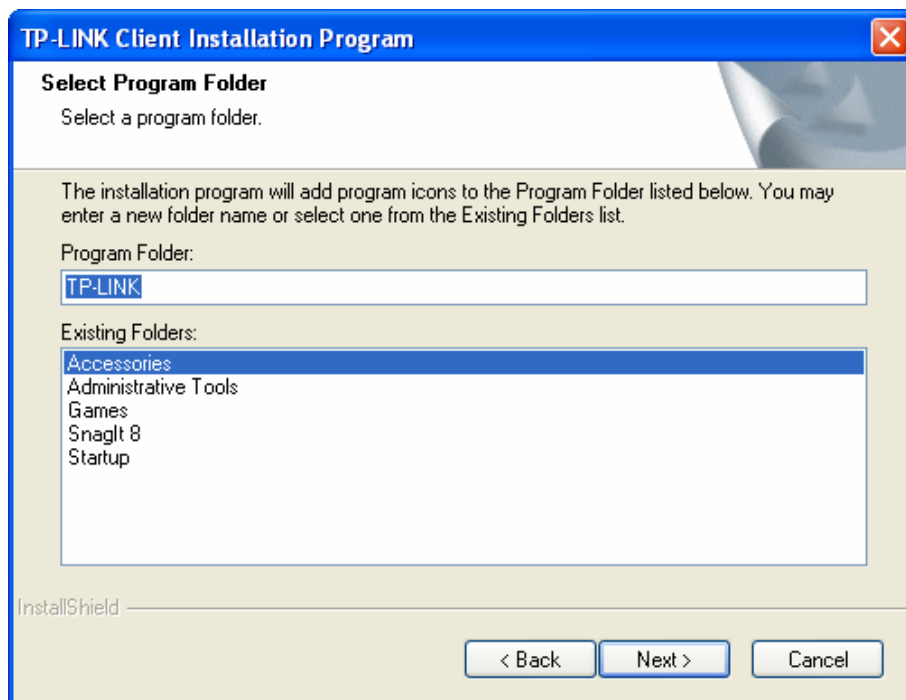 TP-LINK Client Installation Program
Select Program Folder
Select a program folder.
The installation program will add program icons to the Program Folder listed below. You may
enter a new folder name or select one from the Existing Folders list.
Program Folder:
TP-LINK
Existing Folders:
Accessories
Administrative Tools
Games
SnagIt 8
Startup
InstallShield
< Back
Next >
Cancel